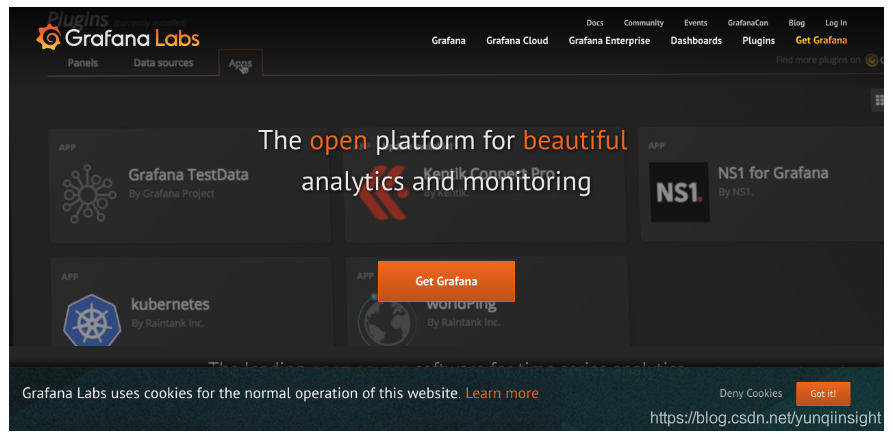 Plugins (currently installed)
Docs Community Events GrafanaCon Blog Log In
Grafana Labs
Grafana Grafana Cloud Grafana Enterprise Dashboards Plugins Get Grafana
Panels Data sources Apps
Find more plugins on
APP
APP
APP
The open platform for beautiful
analytics and monitoring
Grafana TestData
By Grafana Project
Kentik Connect Pro
By Kentik.
NS1.
NS1 for Grafana
By NS1.
Get Grafana
APP
APP
kubernetes
By Raintank Inc.
worldPing
By Raintank Inc.
The leading open source software for time series analytics
Grafana Labs uses cookies for the normal operation of this website. Learn more
Deny Cookies Got it!
https://blog.csdn.net/yunqiinsight